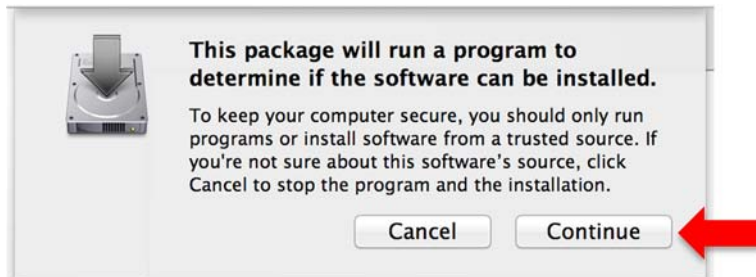 This package will run a program to
determine if the software can be installed.
To keep your computer secure, you should only run
programs or install software from a trusted source. If
you're not sure about this software's source, click
Cancel to stop the program and the installation.
Cancel Continue